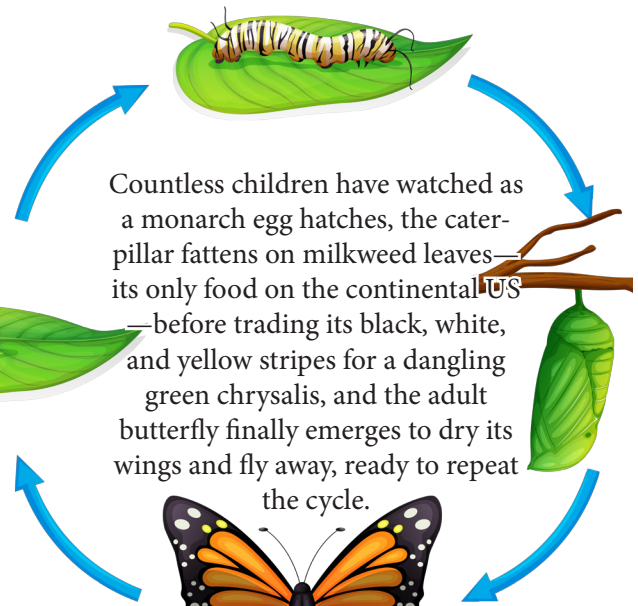 Countless children have watched as
a monarch egg hatches, the cater-
pillar fattens on milkweed leaves—
its only food on the continental US
—before trading its black, white,
and yellow stripes for a dangling
green chrysalis, and the adult
butterfly finally emerges to dry its
wings and fly away, ready to repeat
the cycle.